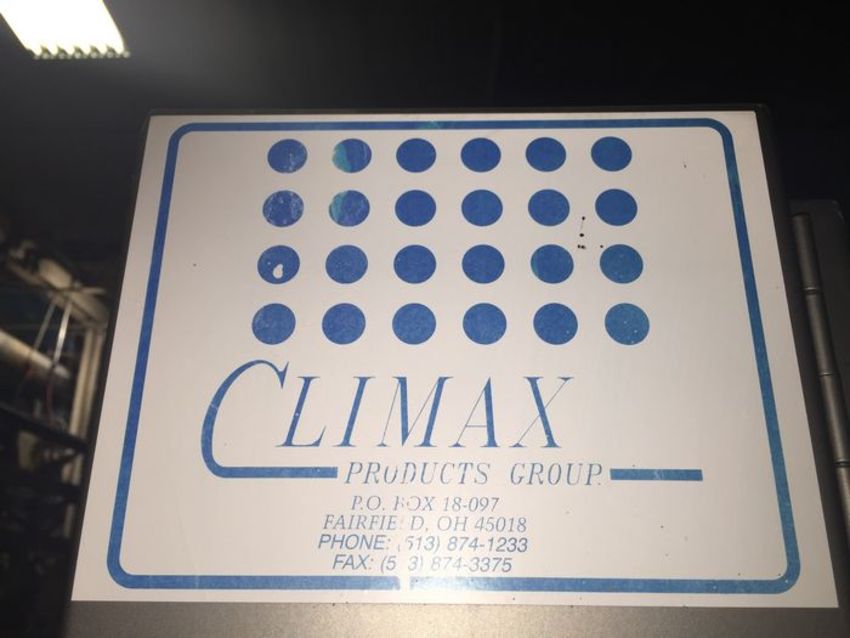 CLIMAX
PRODUCTS GROUP
P.O. BOX 18-097
FAIRFIELD, OH 45018
PHONE: (513) 874-1233
FAX: (513) 874-3375